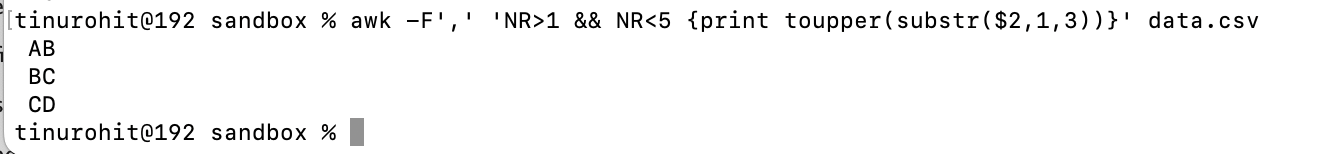 [tinurohit@192 sandbox % awk -F',' 'NR>1 && NR<5 {print toupper(substr($2,1,3))}' data.csv
 AB
 BC
 CD
tinurohit@192 sandbox %